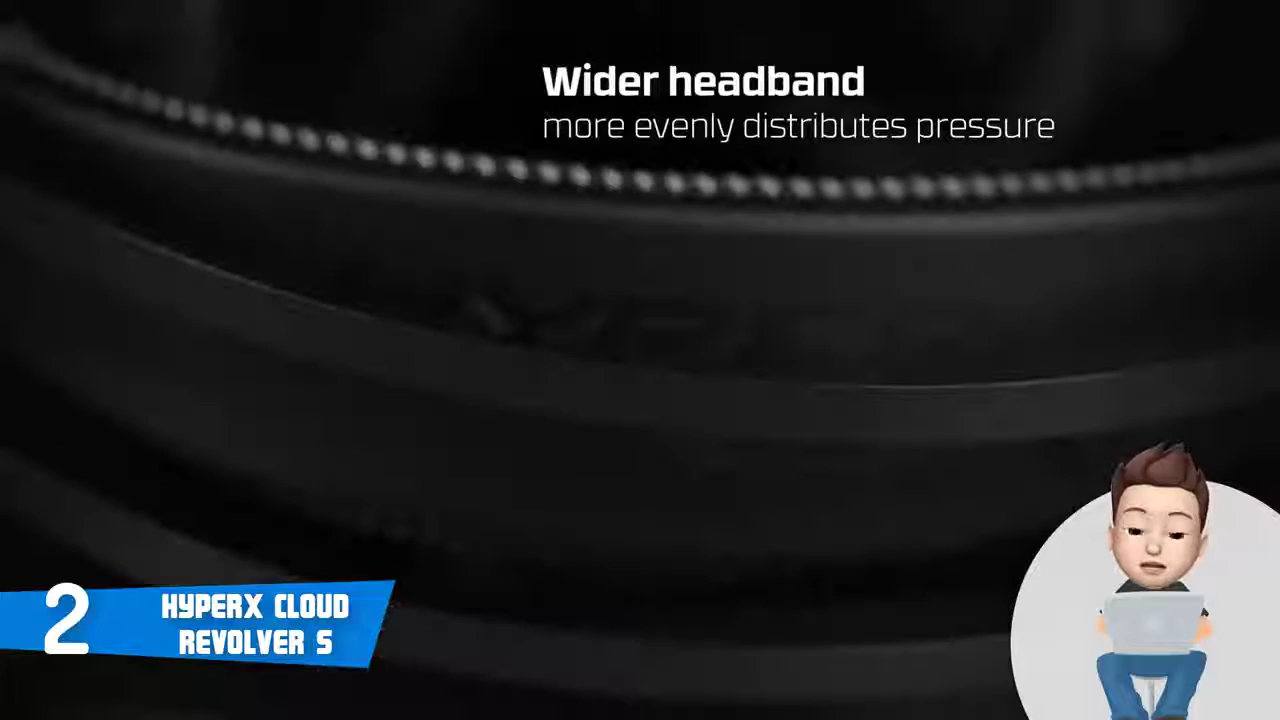 Wider headband
more evenly distributes pressure
2
HYPERX CLOUD
REVOLVER S